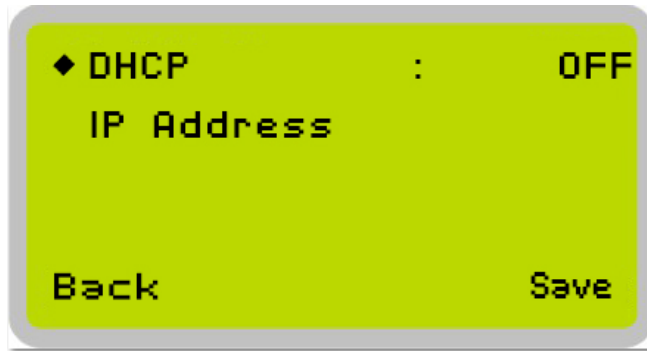 ◆ DHCP : OFF
IP Address
Back Save